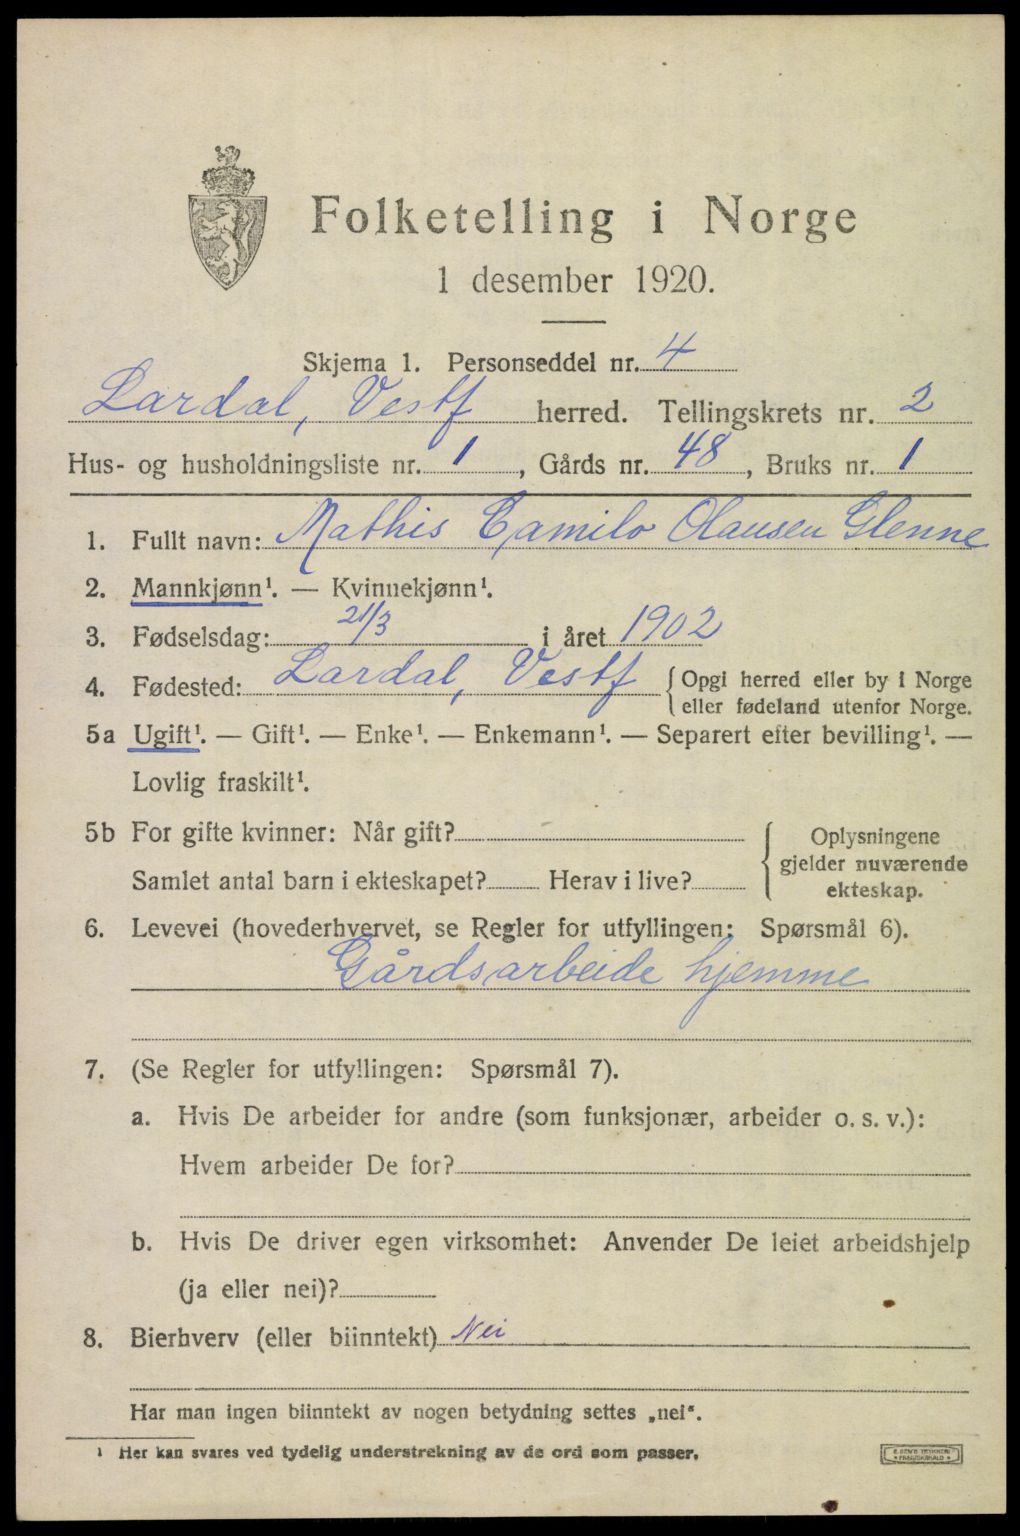 Folketelling i Norge
1 desember 1920.
Skjema 1. Personseddel nr. 4
Lardal, Vestf herred. Tellingskrets nr. 2
Hus- og husholdningsliste nr. 1, Gårds nr. 48, Bruks nr. 1
1. Fullt navn: Mathis Camilo Olausen Glenne
2. Mannkjønn¹. — Kvinnekjønn¹.
3. Fødselsdag: 21/3 i året 1902
4. Fødested: Lardal, Vestf { Opgi herred eller by i Norge
eller fødeland utenfor Norge.
5a Ugift¹. — Gift¹. — Enke¹. — Enkemann¹. — Separert efter bevilling¹. —
Lovlig fraskilt¹.
5b For gifte kvinner: Når gift?
Samlet antal barn i ekteskapet? Herav i live?
{ Oplysningene
gjelder nuværende
ekteskap.
6. Levevei (hovederhvervet, se Regler for utfyllingen: Spørsmål 6).
Gårdsarbeide hjemme
7. (Se Regler for utfyllingen: Spørsmål 7).
a. Hvis De arbeider for andre (som funksjonær, arbeider o. s. v.):
Hvem arbeider De for?
b. Hvis De driver egen virksomhet: Anvender De leiet arbeidshjelp
(ja eller nei)?
8. Bierhverv (eller biinntekt) Nei
Har man ingen biinntekt av nogen betydning settes „nei“.
¹ Her kan svares ved tydelig understrekning av de ord som passer.